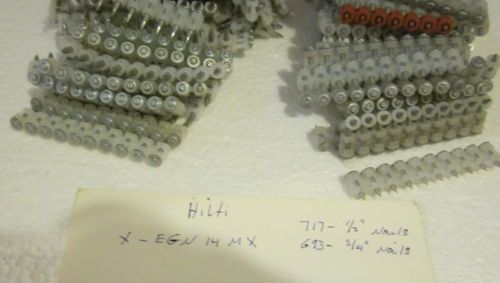 Hilti
X - EGN 14 MX
717- 1/2" Nails
693- 3/4" Nails